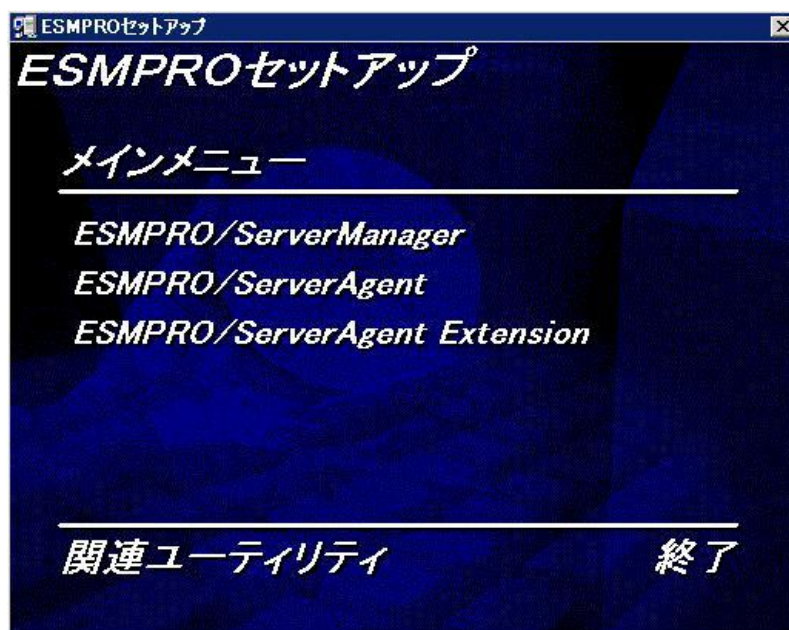 ESMPROセットアップ
ESMPROセットアップ
メインメニュー
ESMPRO/ServerManager
ESMPRO/ServerAgent
ESMPRO/ServerAgent Extension
関連ユーティリティ 終了